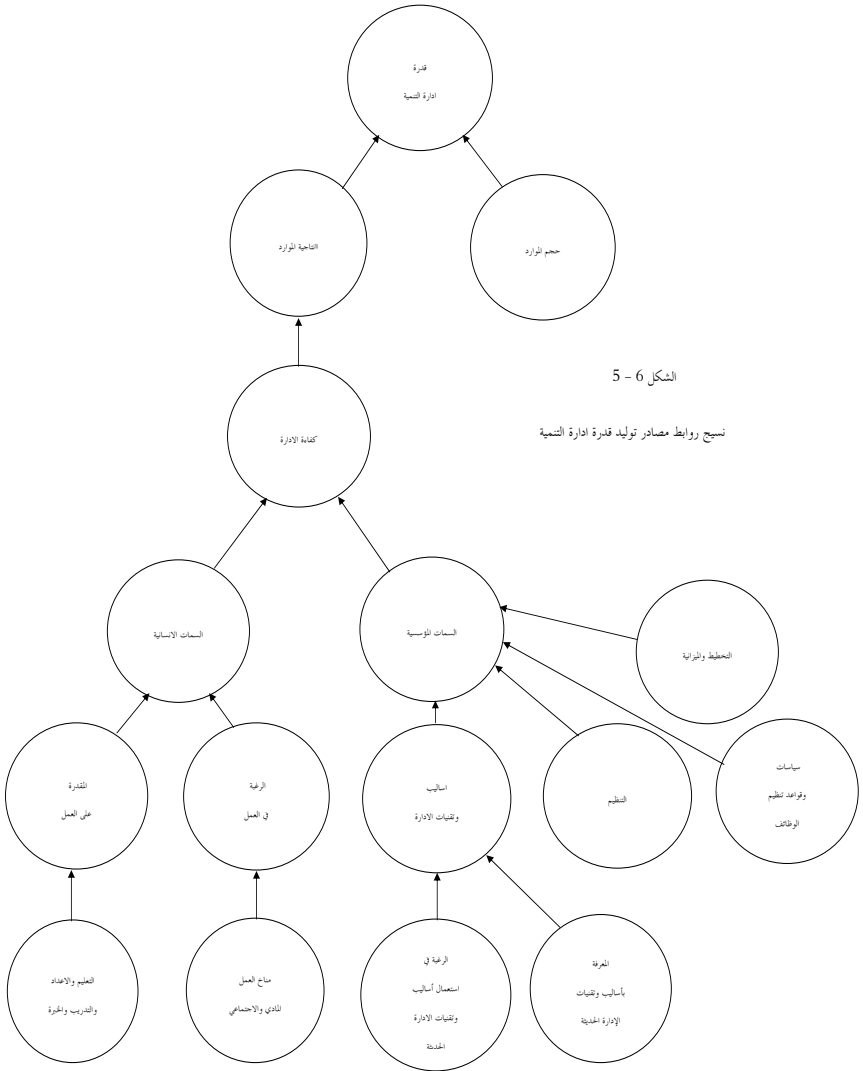 قدرة
ادارة التنمية
انتاجية الموارد
حجم الموارد
الشكل 6 - 5
نسيج روابط مصادر توليد قدرة ادارة التنمية
كفاءة الادارة
السمات الانسانية
السمات المؤسسية
التخطيط والميزانية
المقدرة
على العمل
الرغبة
في العمل
اساليب
وتقنيات الادارة
التنظيم
سياسات
وقواعد تنظيم
الوظائف
التعليم والاعداد
والتدريب والخبرة
مناخ العمل
المادي والاجتماعي
الرغبة في
استعمال أساليب
وتقنيات الادارة
الحديثة
المعرفة
بأساليب وتقنيات
الإدارة الحديثة